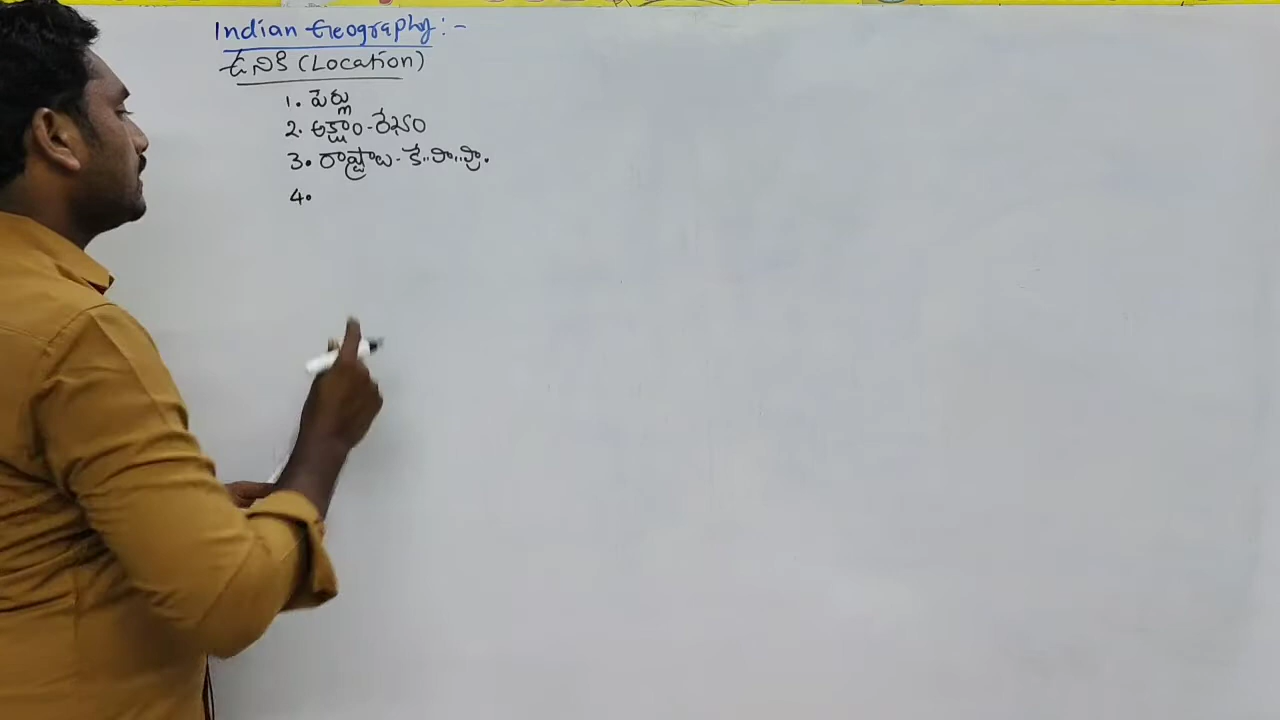 Indian Geography :-
ఉనికి (Location)
1. పేర్లు
2. అక్షాం-రేఖాం
3. రాష్ట్రాలు - కే..పా..ప్రా.
4.